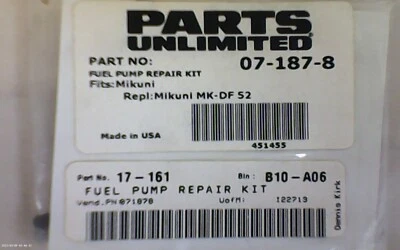 PARTS
UNLIMITED®
PART NO: 07-187-8
FUEL PUMP REPAIR KIT
Fits: Mikuni
Repl: Mikuni MK-DF 52
Made in USA
451455
Part No. 17-161 Bin: B10-A06
FUEL PUMP REPAIR KIT
Vend.PN 071878 UofM: I22713
Dennis Kirk